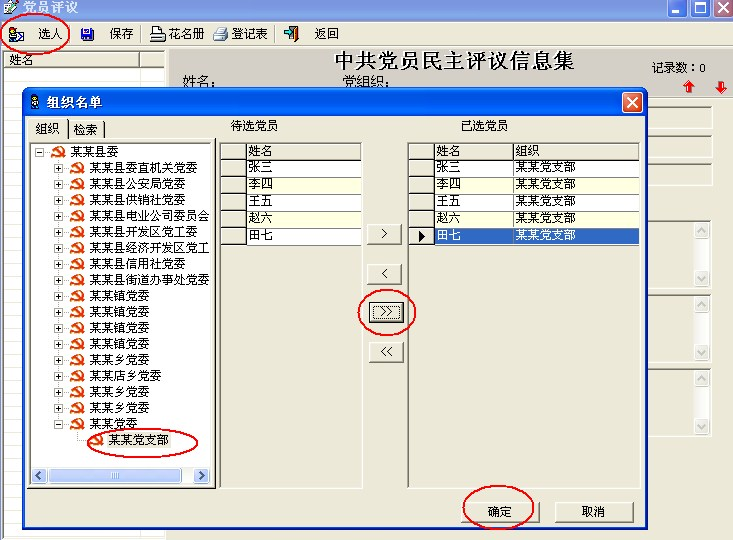 党员评议
选人 保存 花名册 登记表 返回
姓名
中共党员民主评议信息集
记录数：0
姓名： 党组织：
组织名单
组织 检索
待选党员
已选党员
某某县委
某某县委直机关党委
某某县公安局党委
某某县供销社党委
某某县电业公司委员会
某某县开发区党工委
某某县经济开发区党工
某某县信用社党委
某某县街道办事处党委
某某镇党委
某某镇党委
某某镇党委
某某镇党委
某某乡党委
某某店乡党委
某某乡党委
某某乡党委
某某党委
某某党支部
姓名
张三
李四
王五
赵六
田七
>
<
>>
<<
姓名 组织
张三 某某党支部
李四 某某党支部
王五 某某党支部
赵六 某某党支部
田七 某某党支部
确定 取消